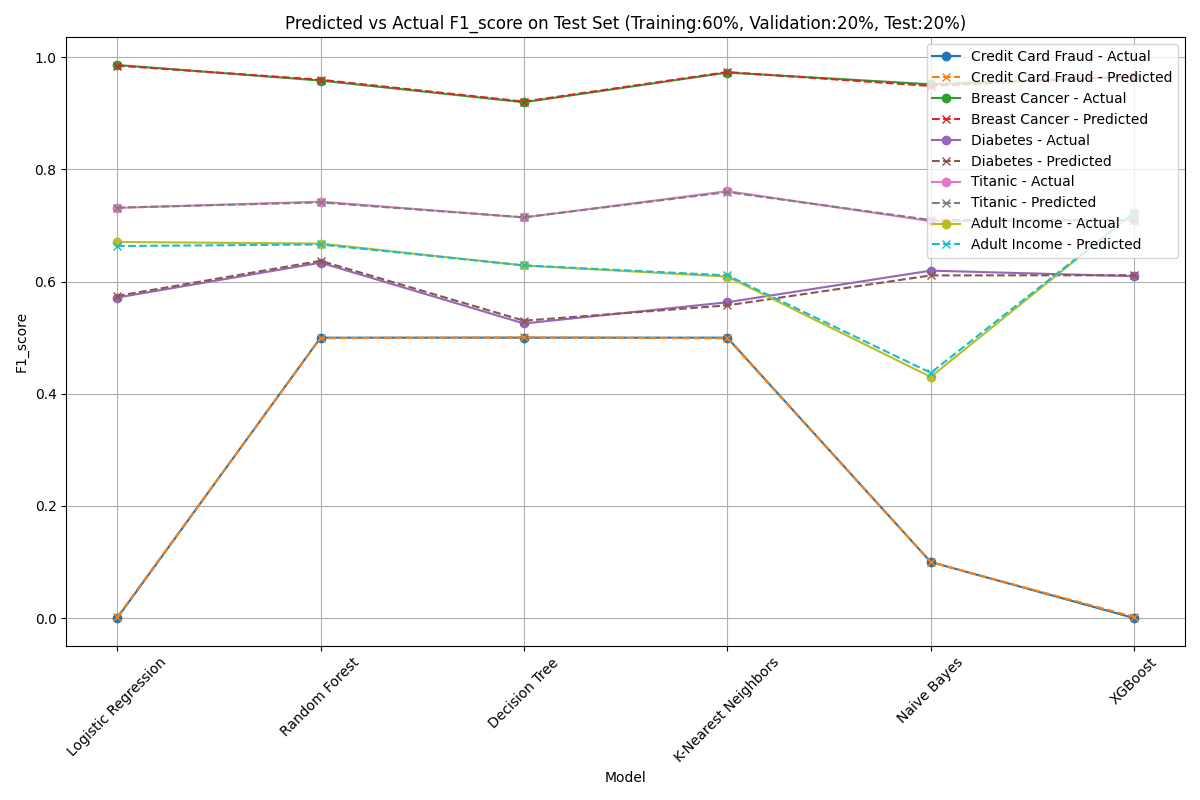 Predicted vs Actual F1_score on Test Set (Training:60%, Validation:20%, Test:20%)
Credit Card Fraud - Actual
Credit Card Fraud - Predicted
Breast Cancer - Actual
Breast Cancer - Predicted
Diabetes - Actual
Diabetes - Predicted
Titanic - Actual
Titanic - Predicted
Adult Income - Actual
Adult Income - Predicted
F1_score
1.0
0.8
0.6
0.4
0.2
0.0
Logistic Regression
Random Forest
Decision Tree
K-Nearest Neighbors
Naive Bayes
XGBoost
Model